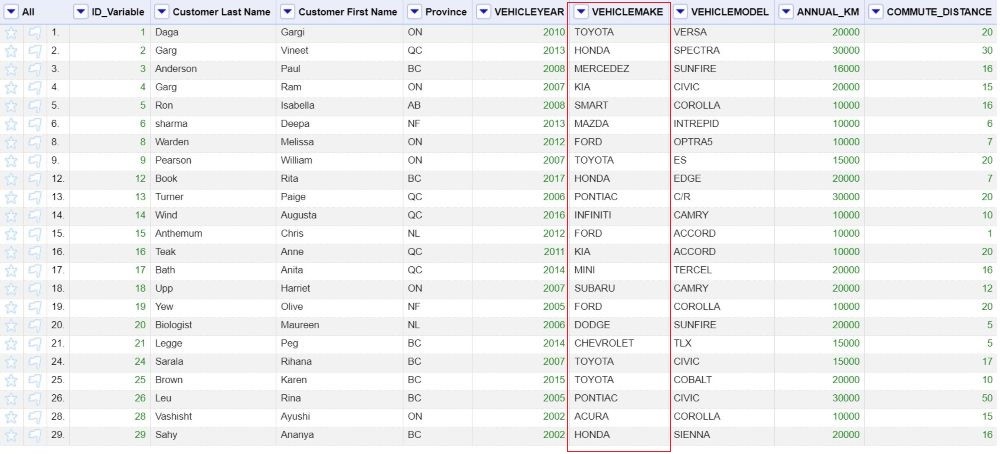 All ID_Variable Customer Last Name Customer First Name Province VEHICLEYEAR VEHICLEMAKE VEHICLEMODEL ANNUAL_KM COMMUTE_DISTANCE
1. 1 Daga Gargi ON 2010 TOYOTA VERSA 20000 20
2. 2 Garg Vineet QC 2013 HONDA SPECTRA 30000 30
3. 3 Anderson Paul BC 2008 MERCEDEZ SUNFIRE 16000 16
4. 4 Garg Ram ON 2007 KIA CIVIC 20000 15
5. 5 Ron Isabella AB 2008 SMART COROLLA 10000 16
6. 6 sharma Deepa NF 2013 MAZDA INTREPID 10000 6
8. 8 Warden Melissa ON 2012 FORD OPTRA5 10000 7
9. 9 Pearson William ON 2007 TOYOTA ES 15000 20
12. 12 Book Rita BC 2017 HONDA EDGE 20000 7
13. 13 Turner Paige QC 2006 PONTIAC C/R 30000 20
14. 14 Wind Augusta QC 2016 INFINITI CAMRY 10000 10
15. 15 Anthemum Chris NL 2012 FORD ACCORD 10000 1
16. 16 Teak Anne QC 2011 KIA ACCORD 10000 20
17. 17 Bath Anita QC 2014 MINI TERCEL 20000 16
18. 18 Upp Harriet ON 2007 SUBARU CAMRY 20000 12
19. 19 Yew Olive NF 2005 FORD COROLLA 10000 20
20. 20 Biologist Maureen NL 2006 DODGE SUNFIRE 20000 5
21. 21 Legge Peg BC 2014 CHEVROLET TLX 15000 5
24. 24 Sarala Rihana BC 2007 TOYOTA CIVIC 15000 17
25. 25 Brown Karen BC 2015 TOYOTA COBALT 20000 10
26. 26 Leu Rina BC 2005 PONTIAC CIVIC 30000 50
28. 28 Vashisht Ayushi ON 2002 ACURA COROLLA 10000 15
29. 29 Sahy Ananya BC 2002 HONDA SIENNA 20000 16